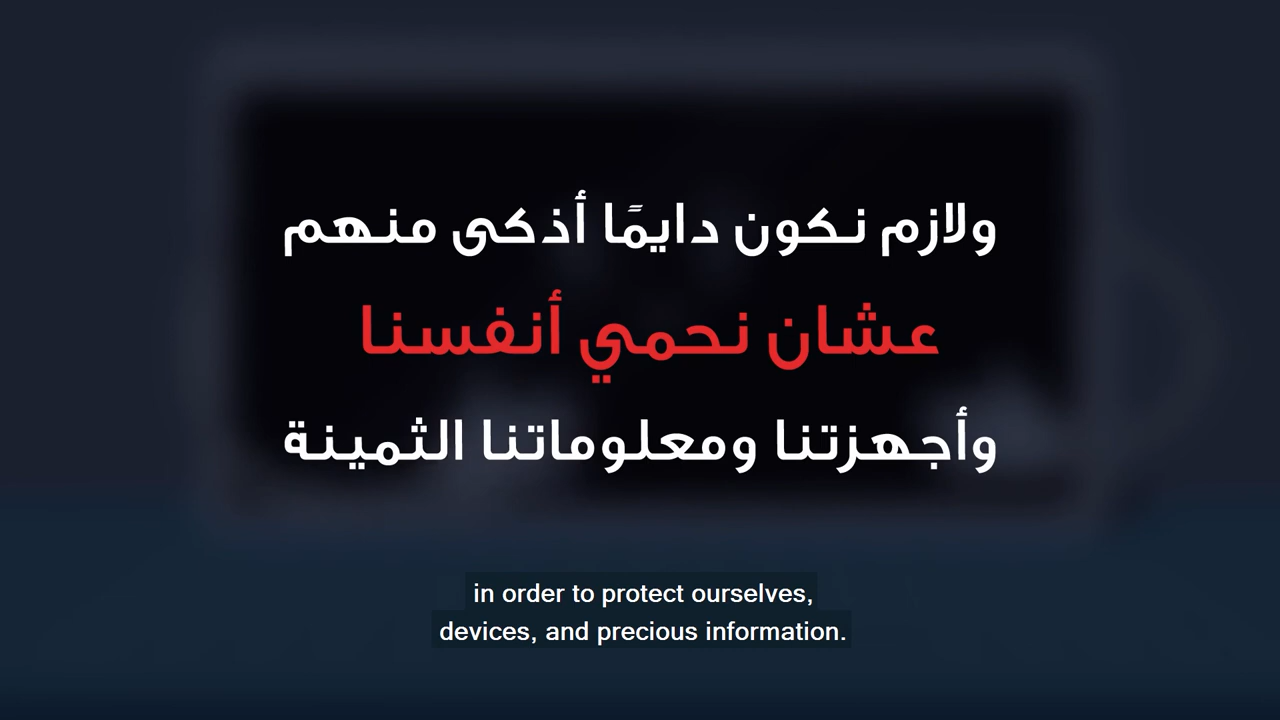 ولازم نكون دايمًا أذكى منهم
عشان نحمي أنفسنا
وأجهزتنا ومعلوماتنا الثمينة
in order to protect ourselves,
devices, and precious information.